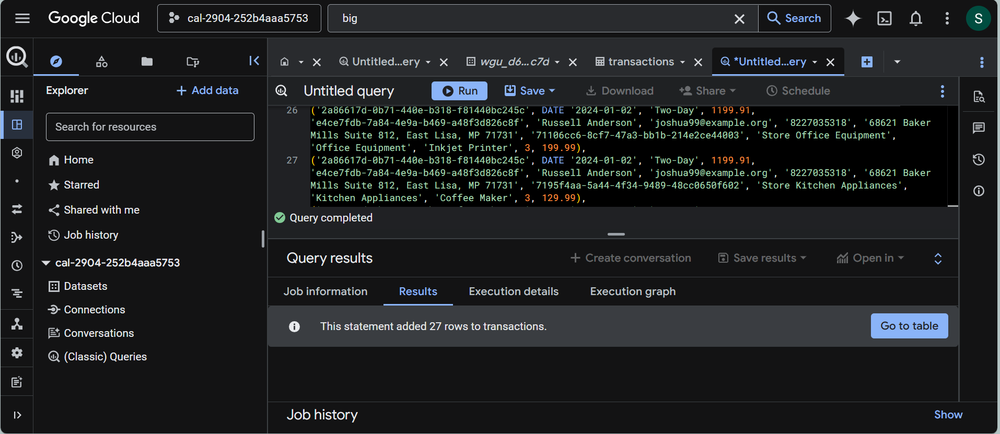 Google Cloud
cal-2904-252b4aaa5753
big
Search
S
Untitled...ery
wgu_d6...c7d
transactions
*Untitled...ery
Explorer
+ Add data
Search for resources
Home
Starred
Shared with me
Job history
cal-2904-252b4aaa5753
Datasets
Connections
Conversations
(Classic) Queries
Untitled query
Run
Save
Download
Share
Schedule
26 ('2a86617d-0b71-440e-b318-f81440bc245c', DATE '2024-01-02', 'Two-Day', 1199.91,
'e4ce7fdb-7a84-4e9a-b469-a48f3d826c8f', 'Russell Anderson', 'joshua99@example.org', '8227035318', '68621 Baker
Mills Suite 812, East Lisa, MP 71731', '71106cc6-8cf7-47a3-bb1b-214e2ce44003', 'Store Office Equipment',
'Office Equipment', 'Inkjet Printer', 3, 199.99),
27 ('2a86617d-0b71-440e-b318-f81440bc245c', DATE '2024-01-02', 'Two-Day', 1199.91,
'e4ce7fdb-7a84-4e9a-b469-a48f3d826c8f', 'Russell Anderson', 'joshua99@example.org', '8227035318', '68621 Baker
Mills Suite 812, East Lisa, MP 71731', '7195f4aa-5a44-4f34-9489-48cc0650f602', 'Store Kitchen Appliances',
'Kitchen Appliances', 'Coffee Maker', 3, 129.99),
Query completed
Query results
+ Create conversation
Save results
Open in
Job information
Results
Execution details
Execution graph
This statement added 27 rows to transactions.
Go to table
Job history
Show